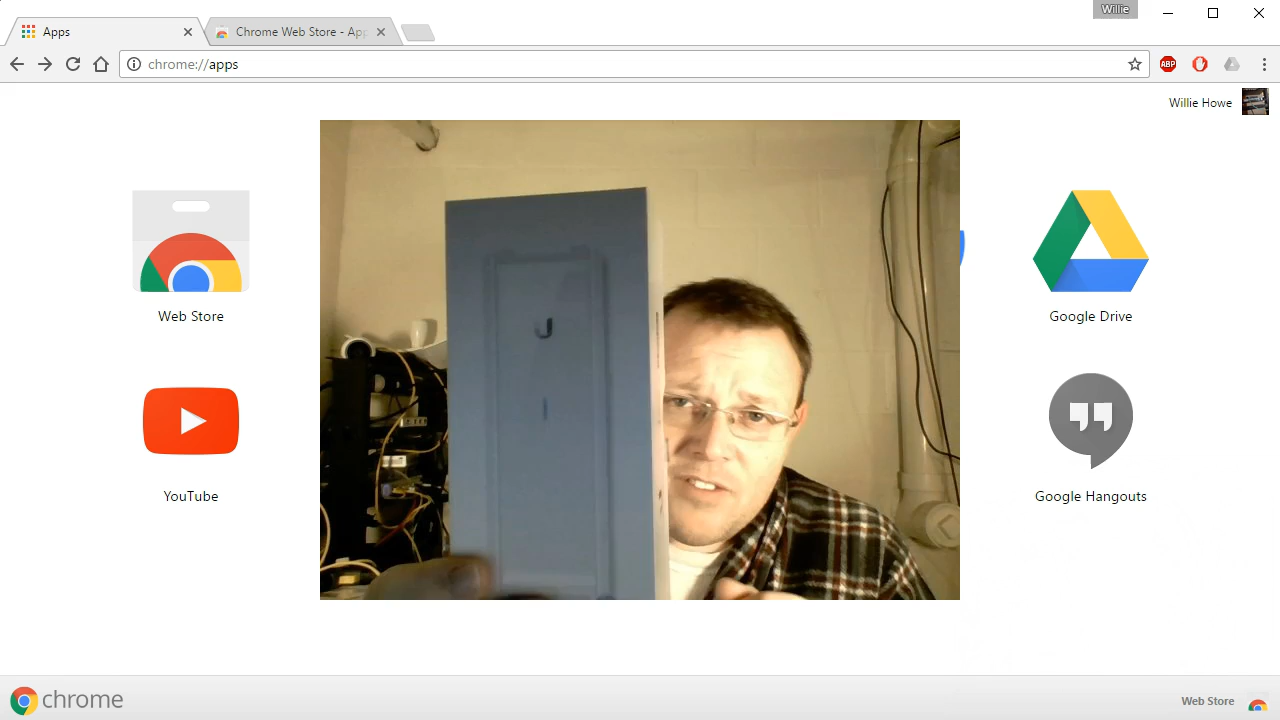 Willie
Apps
Chrome Web Store - App
chrome://apps
ABP
Willie Howe
Web Store
Google Drive
YouTube
Google Hangouts
chrome
Web Store